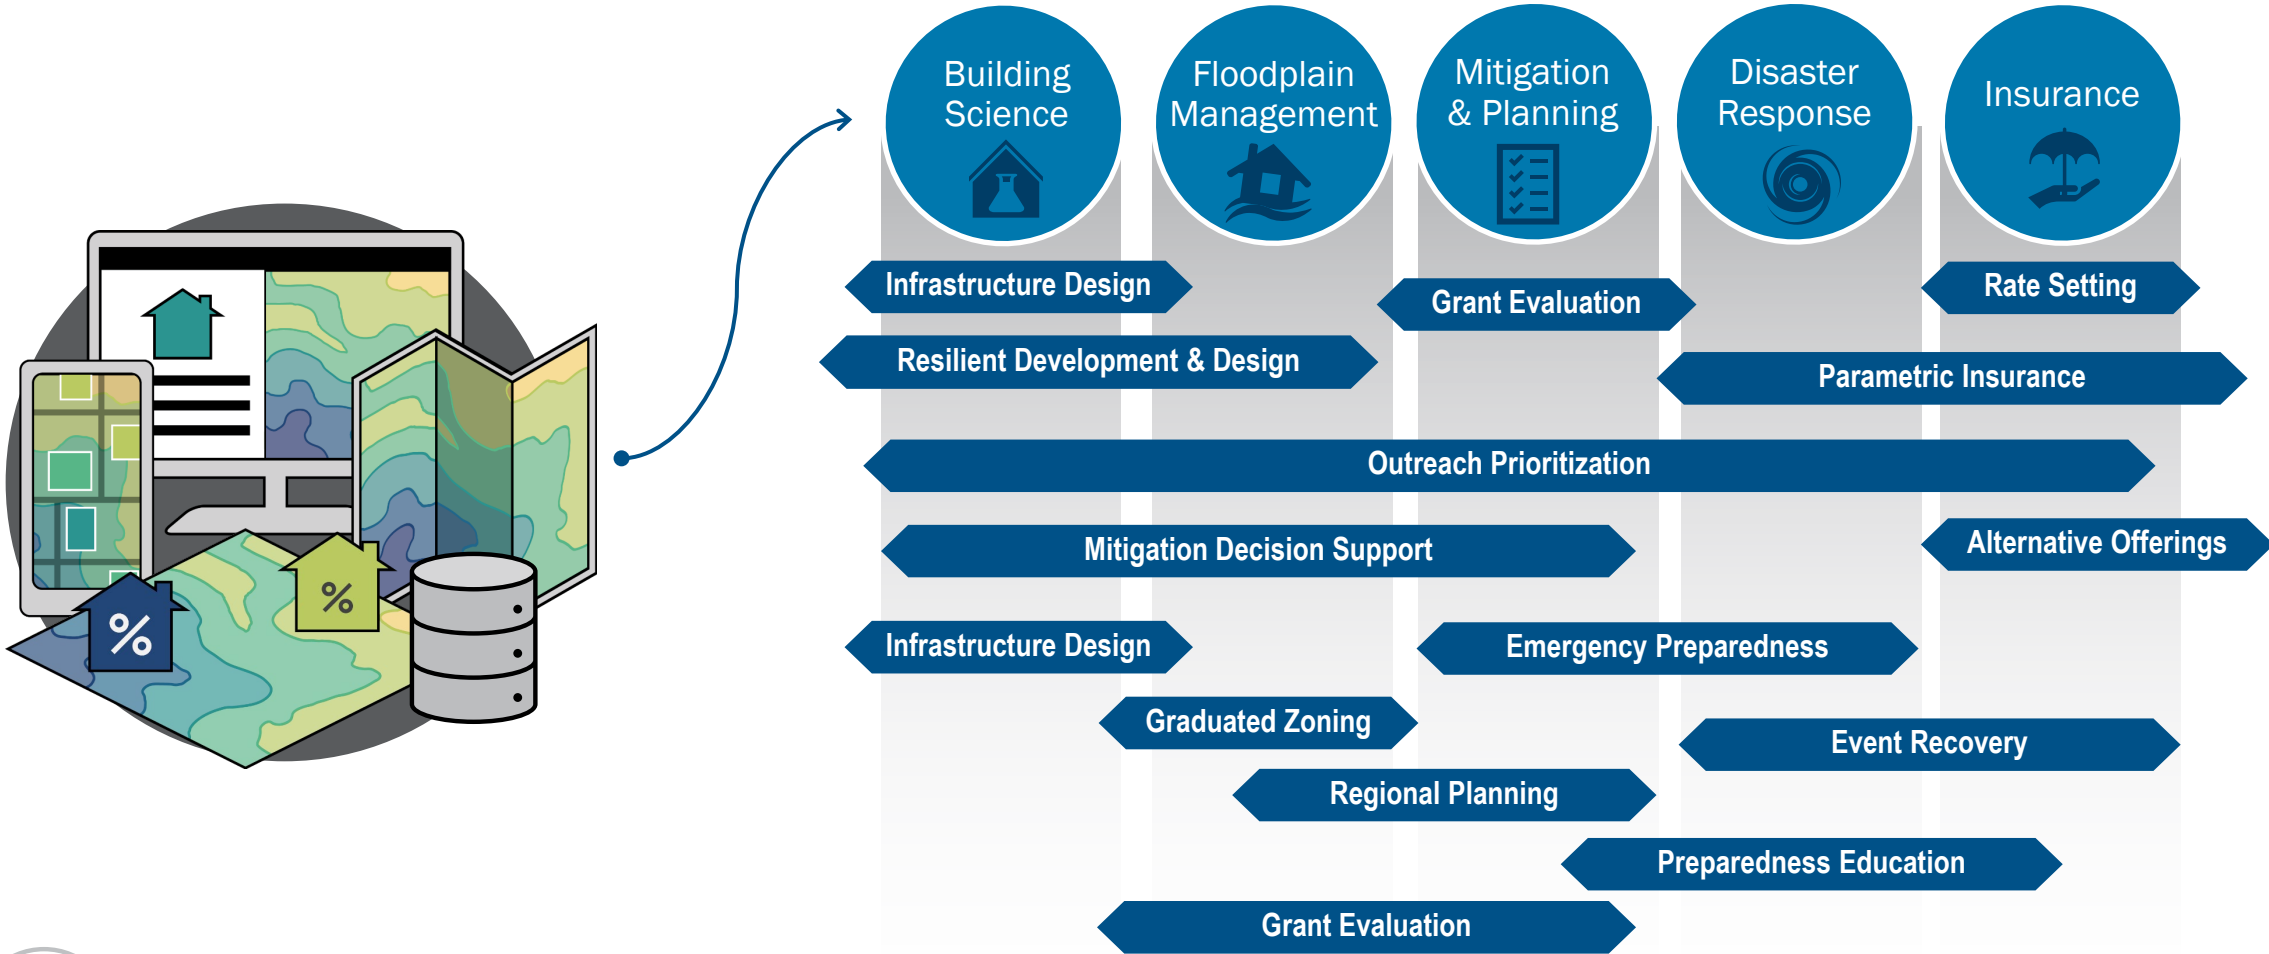 Building
Science
Floodplain
Management
Mitigation
& Planning
Disaster
Response
Insurance
Infrastructure Design
Grant Evaluation
Rate Setting
Resilient Development & Design
Parametric Insurance
Outreach Prioritization
Mitigation Decision Support
Alternative Offerings
Infrastructure Design
Emergency Preparedness
Graduated Zoning
Event Recovery
Regional Planning
Preparedness Education
Grant Evaluation
%
%